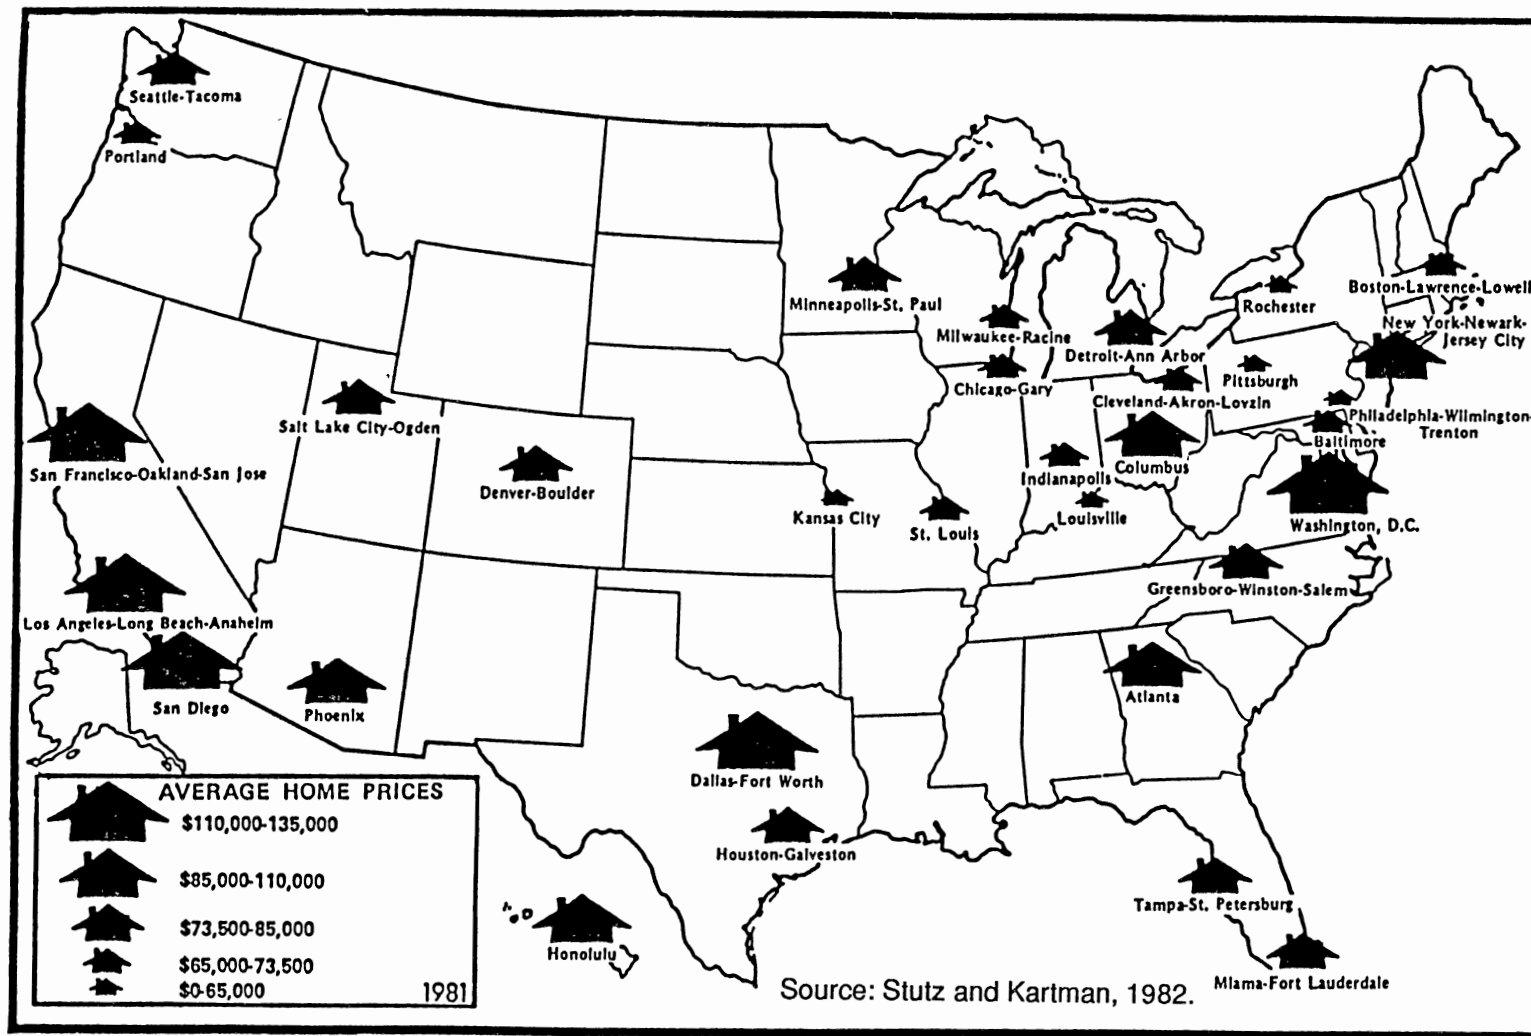 Seattle-Tacoma
Portland
Minneapolis-St. Paul
Milwaukee-Racine
Chicago-Gary
Detroit-Ann Arbor
Cleveland-Akron-Lovzin
Rochester
Boston-Lawrence-Lowell
New York-Newark-
Jersey City
Pittsburgh
Philadelphia-Wilmington-
Trenton
Baltimore
Washington, D.C.
San Francisco-Oakland-San Jose
Salt Lake City-Ogden
Denver-Boulder
Kansas City
St. Louis
Indianapolis
Columbus
Louisville
Greensboro-Winston-Salem
Los Angeles-Long Beach-Anaheim
San Diego
Phoenix
Atlanta
Dallas-Fort Worth
Houston-Galveston
Tampa-St. Petersburg
Miama-Fort Lauderdale
Honolulu
AVERAGE HOME PRICES
$110,000-135,000
$85,000-110,000
$73,500-85,000
$65,000-73,500
$0-65,000
1981
Source: Stutz and Kartman, 1982.